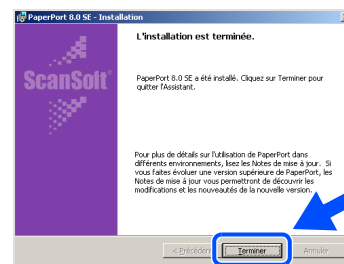 PaperPort 8.0 SE - Installation
L'installation est terminée.
ScanSoft®
PaperPort 8.0 SE a été installé. Cliquez sur Terminer pour
quitter l'Assistant.
Pour plus de détails sur l'utilisation de PaperPort dans
différents environnements, lisez les Notes de mise à jour. Si
vous faites évoluer une version supérieure de PaperPort, les
Notes de mise à jour vous permettront de découvrir les
modifications et les nouveautés de la nouvelle version.
< Précédent Terminer Annuler